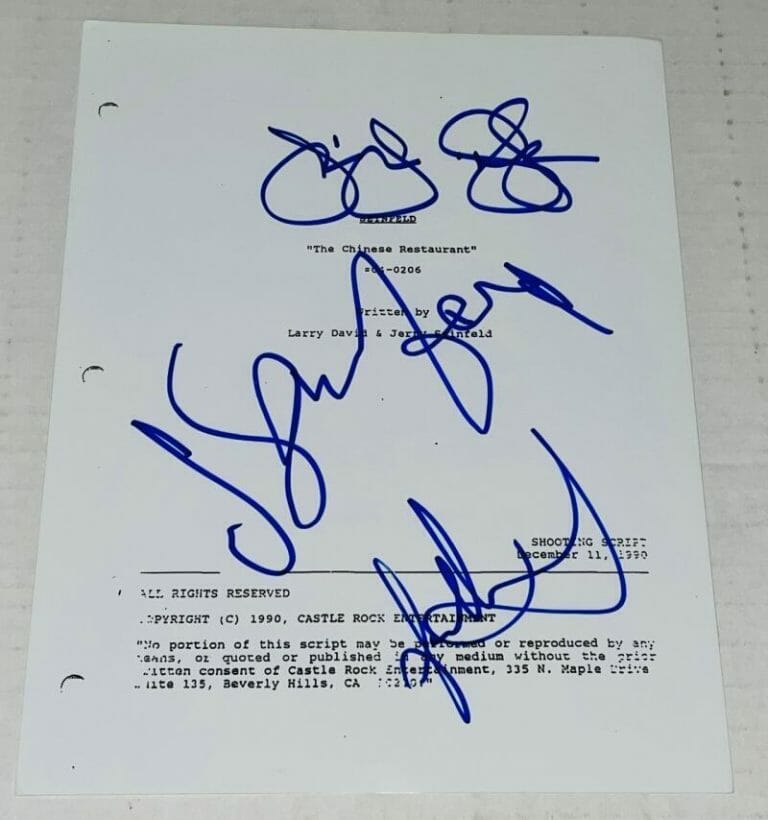 SEINFELD
"The Chinese Restaurant"
Written by
Larry David & Jerry Seinfeld
SHOOTING SCRIPT
December 11, 1990
ALL RIGHTS RESERVED
COPYRIGHT (C) 1990, CASTLE ROCK ENTERTAINMENT
"No portion of this script may be performed or reproduced by any
means, or quoted or published in any medium without the prior
written consent of Castle Rock Entertainment, 335 N. Maple Drive
Suite 135, Beverly Hills, CA